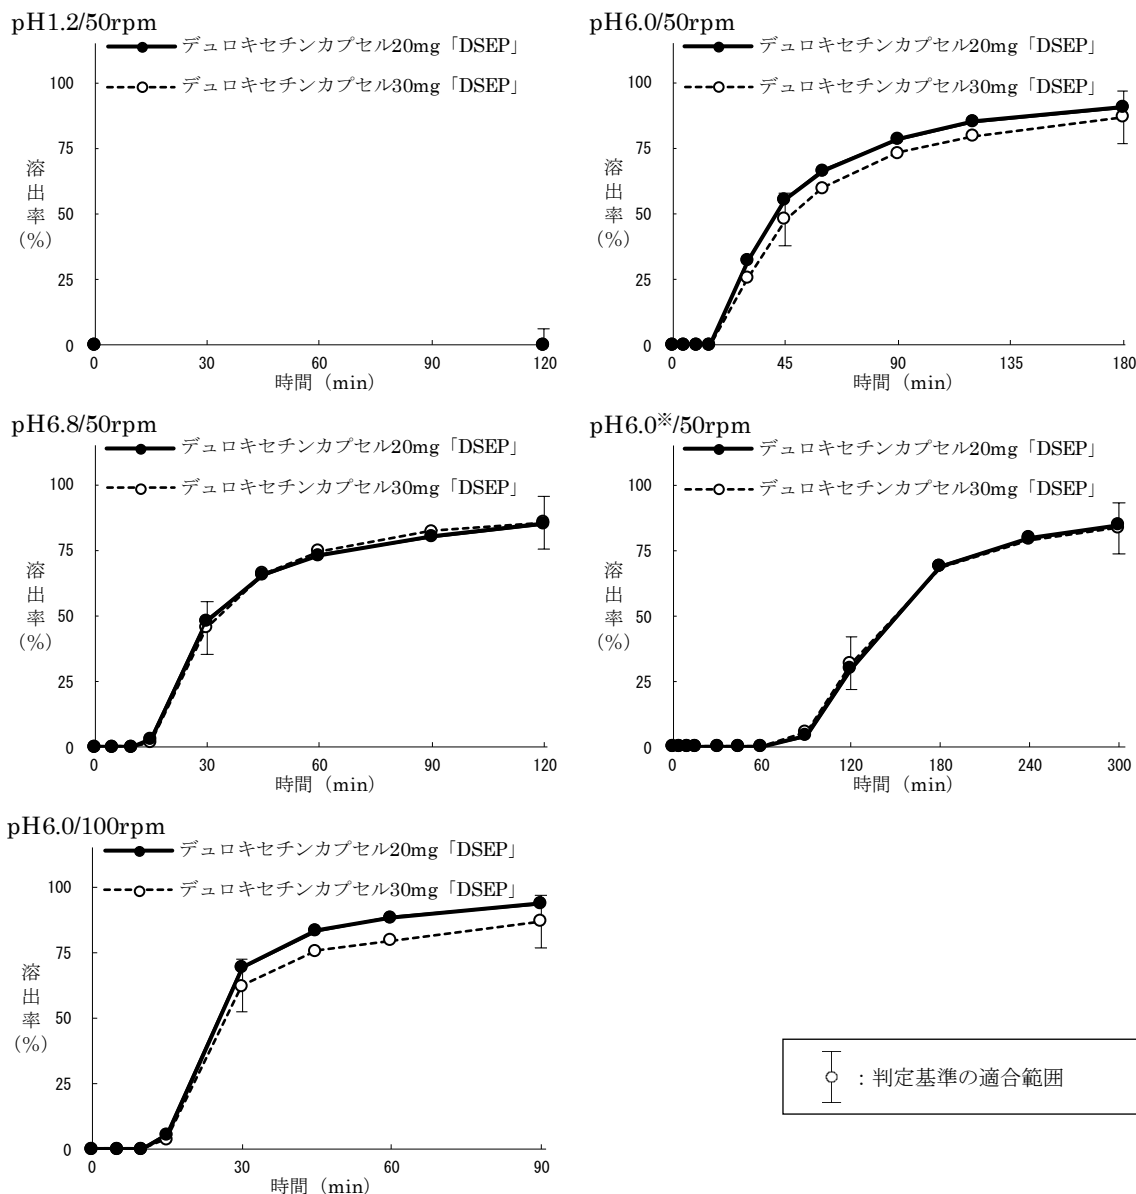 pH1.2/50rpm
デュロキセチンカプセル20mg「DSEP」
デュロキセチンカプセル30mg「DSEP」
100
75
50
25
0
溶出率(%)
0 30 60 90 120
時間（min）
pH6.0/50rpm
デュロキセチンカプセル20mg「DSEP」
デュロキセチンカプセル30mg「DSEP」
100
75
50
25
0
溶出率(%)
0 45 90 135 180
時間（min）
pH6.8/50rpm
デュロキセチンカプセル20mg「DSEP」
デュロキセチンカプセル30mg「DSEP」
100
75
50
25
0
溶出率(%)
0 30 60 90 120
時間（min）
pH6.0※/50rpm
デュロキセチンカプセル20mg「DSEP」
デュロキセチンカプセル30mg「DSEP」
100
75
50
25
0
溶出率(%)
0 60 120 180 240 300
時間（min）
pH6.0/100rpm
デュロキセチンカプセル20mg「DSEP」
デュロキセチンカプセル30mg「DSEP」
100
75
50
25
0
溶出率(%)
0 30 60 90
時間（min）
：判定基準の適合範囲